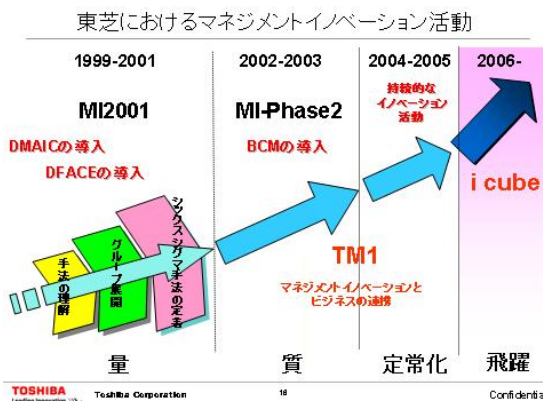 東芝におけるマネジメントイノベーション活動
1999-2001
2002-2003
2004-2005
2006-
MI2001
MI-Phase2
持続的な
イノベーション
活動
DMAICの導入
DFACEの導入
BCMの導入
i cube
手法の理解
グループ展開
シックスシグマ手法の定着
TM1
マネジメントイノベーションと
ビジネスの連携
量
質
定常化
飛躍
TOSHIBA
Leading Innovation
Toshiba Corporation
18
Confidentia